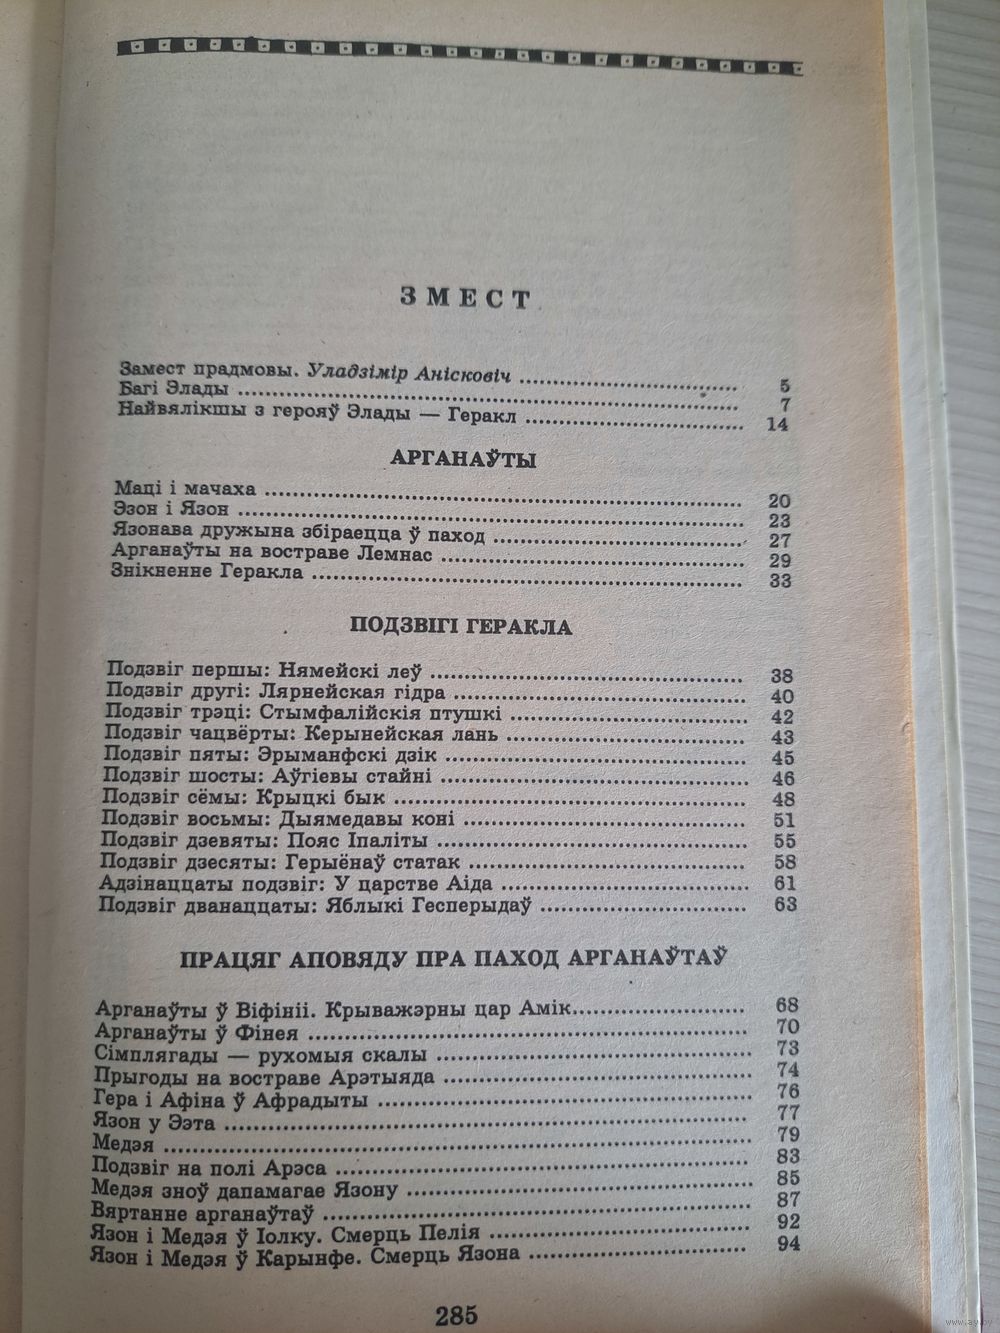 ЗМЕСТ
Замест прадмовы. Уладзімір Анісковіч 5
Багі Элады 7
Найвялікшы з герояў Элады — Геракл 14
АРГАНАЎТЫ
Маці і мачаха 20
Эзон і Язон 23
Язонава дружына збіраецца ў паход 27
Арганаўты на востраве Лемнас 29
Знікненне Геракла 33
ПОДЗВІГІ ГЕРАКЛА
Подзвіг першы: Нямейскі леў 38
Подзвіг другі: Лярнейская гідра 40
Подзвіг трэці: Стымфалійскія птушкі 42
Подзвіг чацвёрты: Керынейская лань 43
Подзвіг пяты: Эрыманфскі дзік 45
Подзвіг шосты: Аўгіевы стайні 46
Подзвіг сёмы: Крыцкі бык 48
Подзвіг восьмы: Дыямедавы коні 51
Подзвіг дзевяты: Пояс Іпаліты 55
Подзвіг дзесяты: Герыёнаў статак 58
Адзінаццаты подзвіг: У царстве Аіда 61
Подзвіг дванаццаты: Яблыкі Гесперыдаў 63
ПРАЦЯГ АПОВЯДУ ПРА ПАХОД АРГАНАЎТАЎ
Арганаўты ў Віфініі. Крыважэрны цар Амік 68
Арганаўты ў Фінея 70
Сімплягады — рухомыя скалы 73
Прыгоды на востраве Арэтыяда 74
Гера і Афіна ў Афрадыты 76
Язон у Ээта 77
Медэя 79
Подзвіг на полі Арэса 83
Медэя зноў дапамагае Язону 85
Вяртанне арганаўтаў 87
Язон і Медэя ў Іолку. Смерць Пелія 92
Язон і Медэя ў Карынфе. Смерць Язона 94
285
www.ay.by